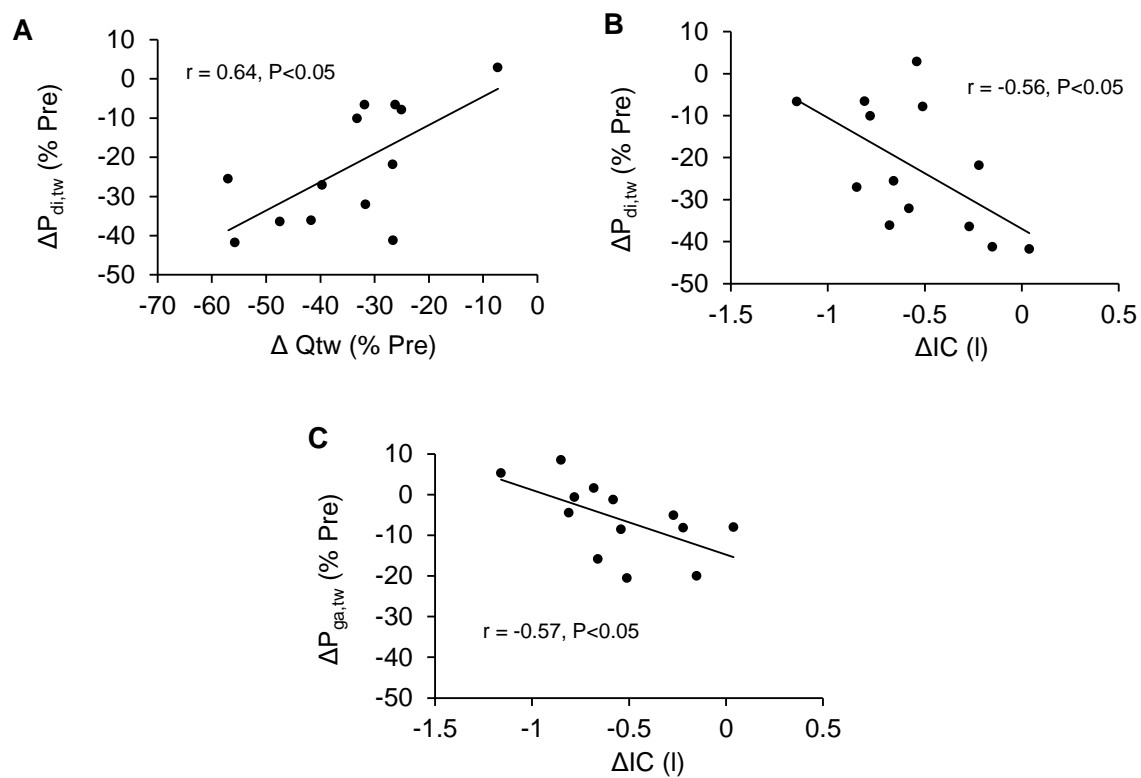 A
r = 0.64, P<0.05
ΔPdi,tw (% Pre)
10
0
-10
-20
-30
-40
-50
-70 -60 -50 -40 -30 -20 -10 0
Δ Qtw (% Pre)
B
r = -0.56, P<0.05
ΔPdi,tw (% Pre)
10
0
-10
-20
-30
-40
-50
-1.5 -1 -0.5 0 0.5
ΔIC (l)
C
r = -0.57, P<0.05
ΔPga,tw (% Pre)
10
0
-10
-20
-30
-40
-50
-1.5 -1 -0.5 0 0.5
ΔIC (l)